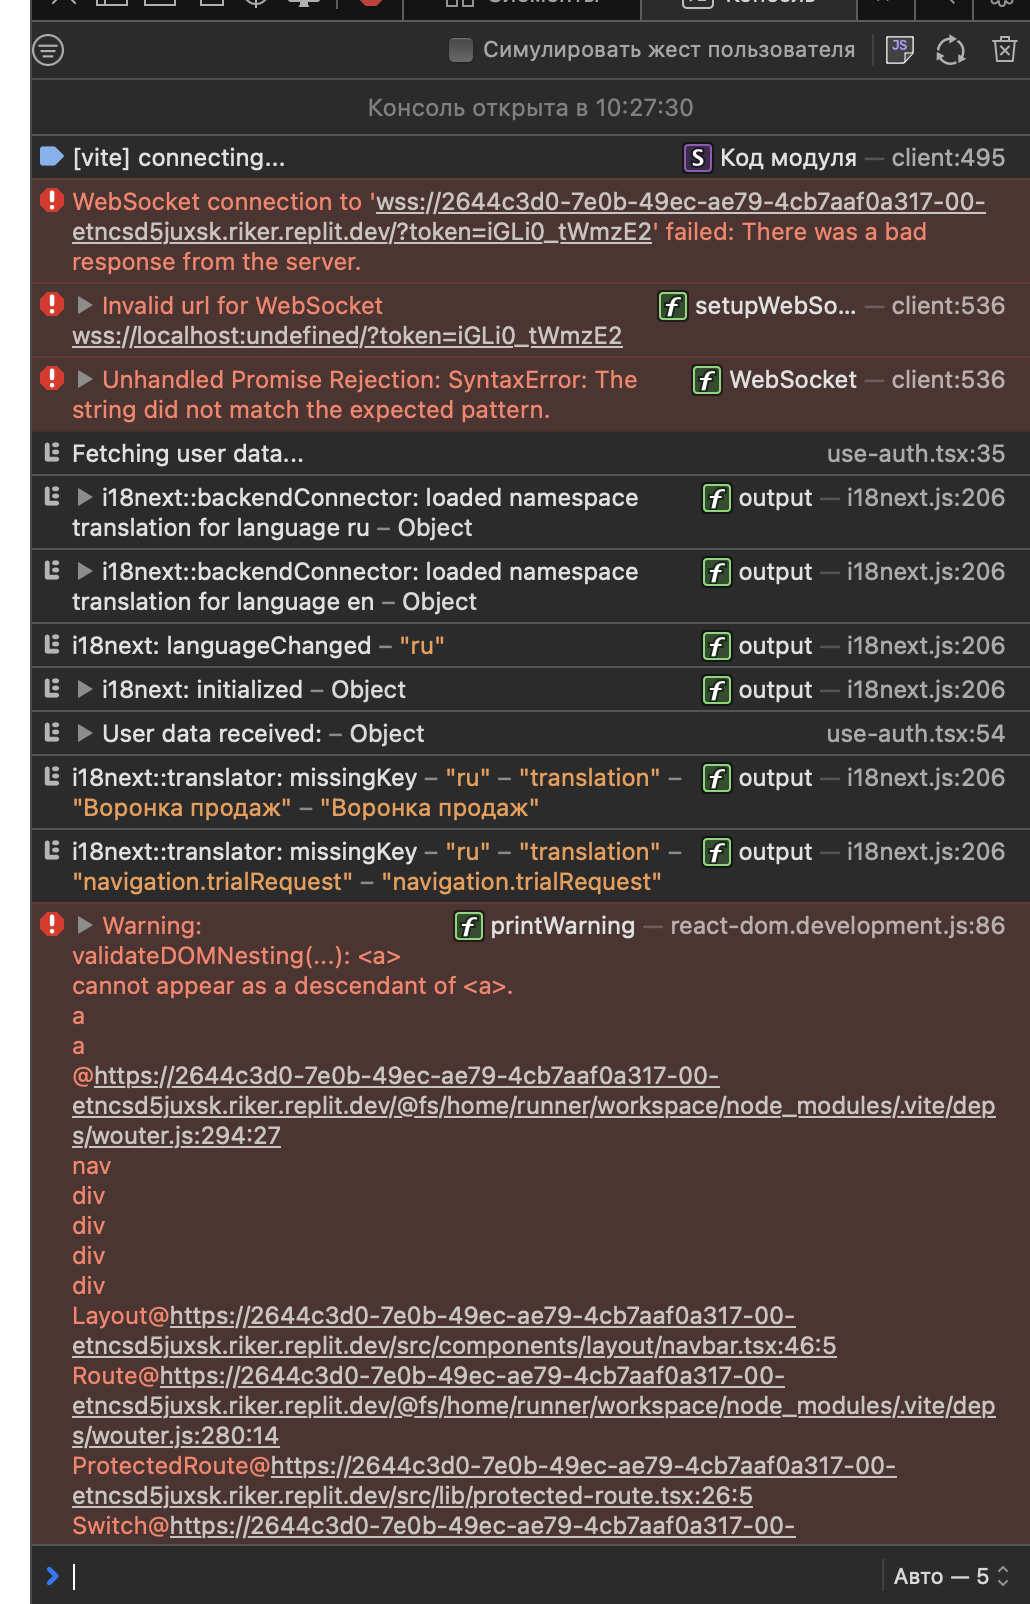 Элементы
Консоль
Симулировать жест пользователя
JS
Консоль открыта в 10:27:30
[vite] connecting...
S Код модуля — client:495
WebSocket connection to 'wss://2644c3d0-7e0b-49ec-ae79-4cb7aaf0a317-00-
etncsd5juxsk.riker.replit.dev/?token=iGLi0_tWmzE2' failed: There was a bad
response from the server.
Invalid url for WebSocket
f setupWebSo... — client:536
wss://localhost:undefined/?token=iGLi0_tWmzE2
Unhandled Promise Rejection: SyntaxError: The
f WebSocket — client:536
string did not match the expected pattern.
Fetching user data...
use-auth.tsx:35
i18next::backendConnector: loaded namespace
f output — i18next.js:206
translation for language ru – Object
i18next::backendConnector: loaded namespace
f output — i18next.js:206
translation for language en – Object
i18next: languageChanged – "ru"
f output — i18next.js:206
i18next: initialized – Object
f output — i18next.js:206
User data received: – Object
use-auth.tsx:54
i18next::translator: missingKey – "ru" – "translation" –
f output — i18next.js:206
"Воронка продаж" – "Воронка продаж"
i18next::translator: missingKey – "ru" – "translation" –
f output — i18next.js:206
"navigation.trialRequest" – "navigation.trialRequest"
Warning:
f printWarning — react-dom.development.js:86
validateDOMNesting(...): <a>
cannot appear as a descendant of <a>.
a
a
@https://2644c3d0-7e0b-49ec-ae79-4cb7aaf0a317-00-
etncsd5juxsk.riker.replit.dev/@fs/home/runner/workspace/node_modules/.vite/dep
s/wouter.js:294:27
nav
div
div
div
div
Layout@https://2644c3d0-7e0b-49ec-ae79-4cb7aaf0a317-00-
etncsd5juxsk.riker.replit.dev/src/components/layout/navbar.tsx:46:5
Route@https://2644c3d0-7e0b-49ec-ae79-4cb7aaf0a317-00-
etncsd5juxsk.riker.replit.dev/@fs/home/runner/workspace/node_modules/.vite/dep
s/wouter.js:280:14
ProtectedRoute@https://2644c3d0-7e0b-49ec-ae79-4cb7aaf0a317-00-
etncsd5juxsk.riker.replit.dev/src/lib/protected-route.tsx:26:5
Switch@https://2644c3d0-7e0b-49ec-ae79-4cb7aaf0a317-00-
Авто — 5